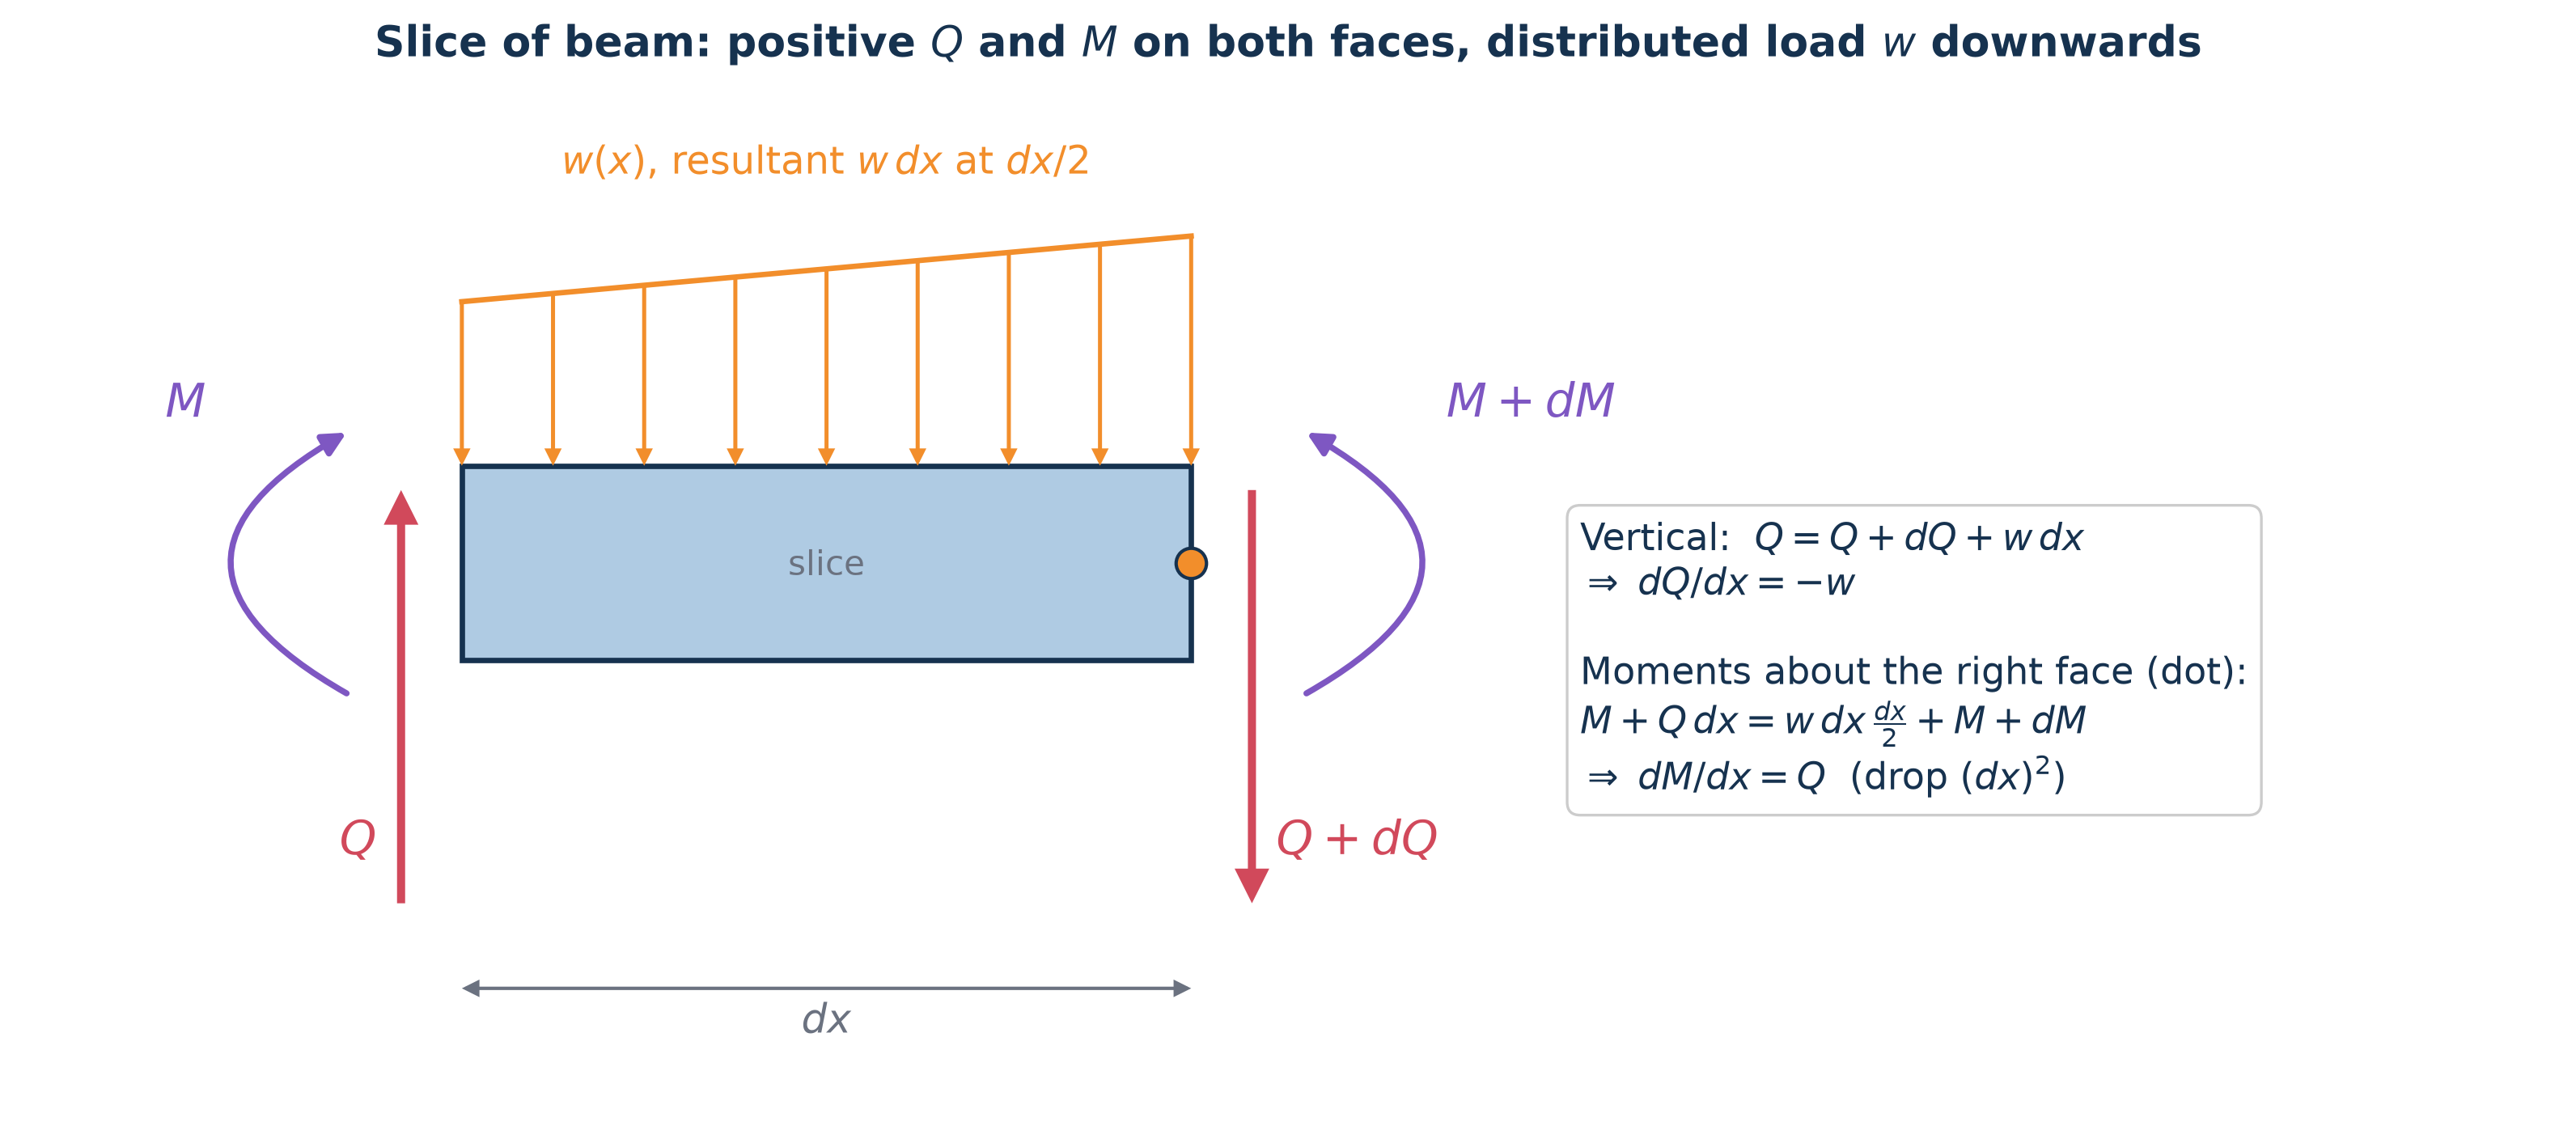 Slice of beam: positive Q and M on both faces, distributed load w downwards
w(x), resultant w dx at dx/2
M
M + dM
slice
Vertical: Q = Q + dQ + w dx
⇒ dQ/dx = −w
Moments about the right face (dot):
M + Q dx = w dx \frac{dx}{2} + M + dM
⇒ dM/dx = Q (drop (dx)²)
Q
Q + dQ
dx